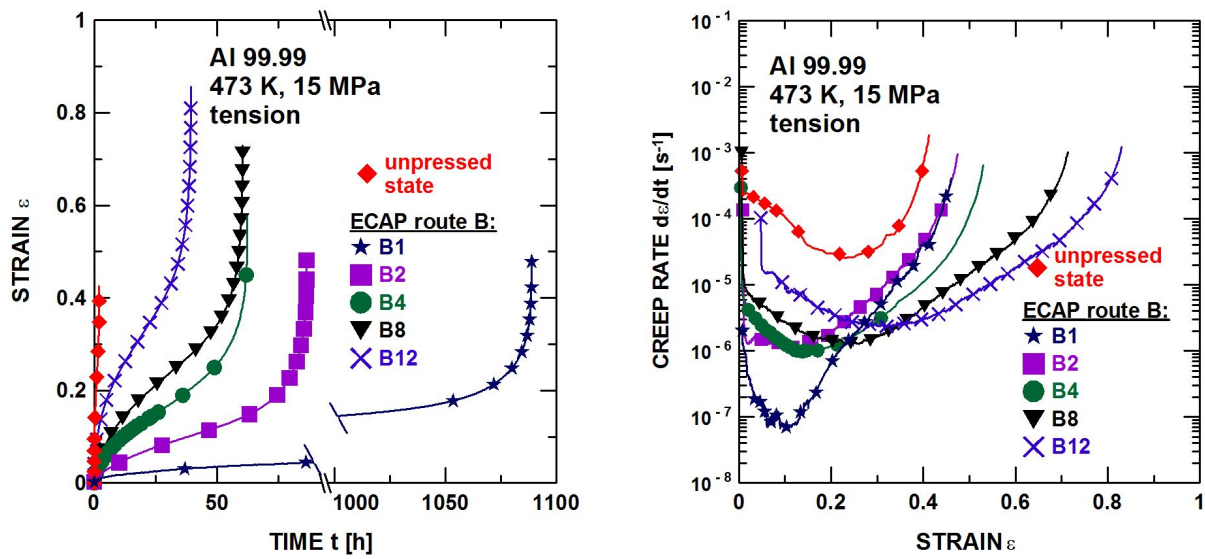 STRAIN ε
1
0.8
0.6
0.4
0.2
0
Al 99.99
473 K, 15 MPa
tension
unpressed
state
ECAP route B:
B1
B2
B4
B8
B12
0 50 1000 1050 1100
TIME t [h]
CREEP RATE dε/dt [s-1]
10-1
10-2
10-3
10-4
10-5
10-6
10-7
10-8
Al 99.99
473 K, 15 MPa
tension
unpressed
state
ECAP route B:
B1
B2
B4
B8
B12
0 0.2 0.4 0.6 0.8 1
STRAIN ε